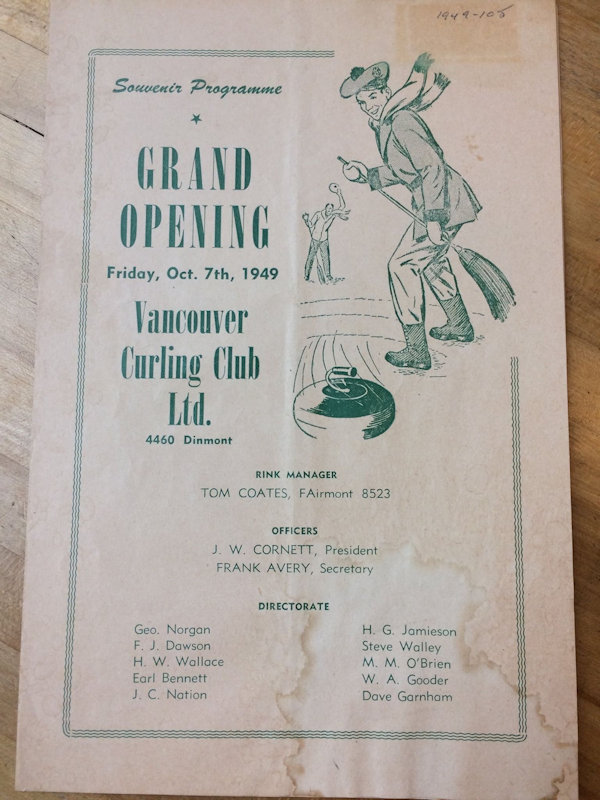 1949-105
Souvenir Programme
GRAND
OPENING
Friday, Oct. 7th, 1949
Vancouver
Curling Club
Ltd.
4460 Dinmont
RINK MANAGER
TOM COATES, FAirmont 8523
OFFICERS
J. W. CORNETT, President
FRANK AVERY, Secretary
DIRECTORATE
Geo. Norgan
F. J. Dawson
H. W. Wallace
Earl Bennett
J. C. Nation
H. G. Jamieson
Steve Walley
M. M. O'Brien
W. A. Gooder
Dave Garnham